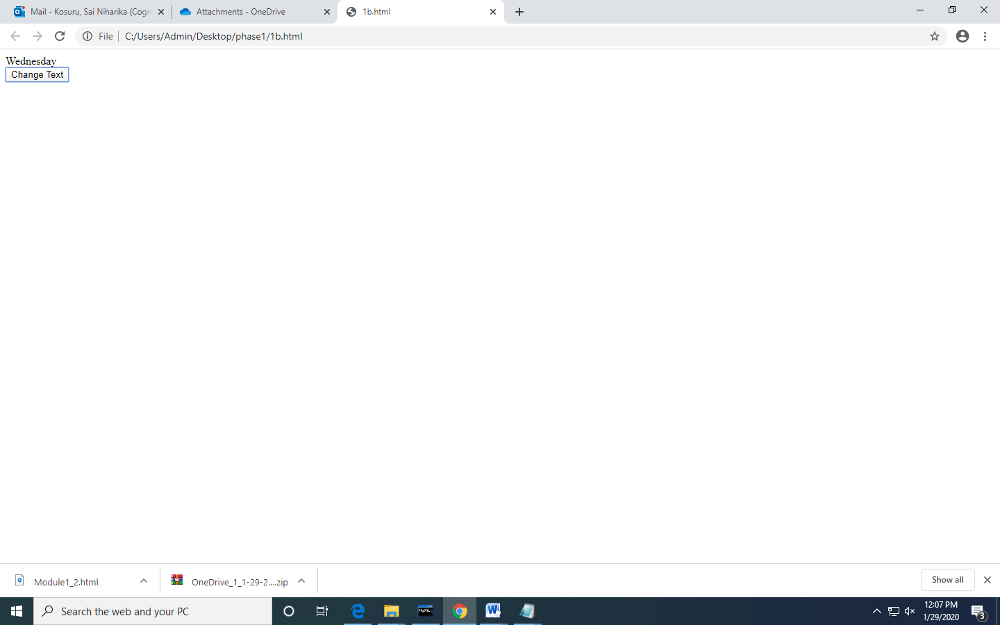 Mail - Kosuru, Sai Niharika (Cogn
Attachments - OneDrive
1b.html
File
C:/Users/Admin/Desktop/phase1/1b.html
Wednesday
Change Text
Module1_2.html
OneDrive_1_1-29-2....zip
Show all
Search the web and your PC
MySQL
12:07 PM
1/29/2020
3